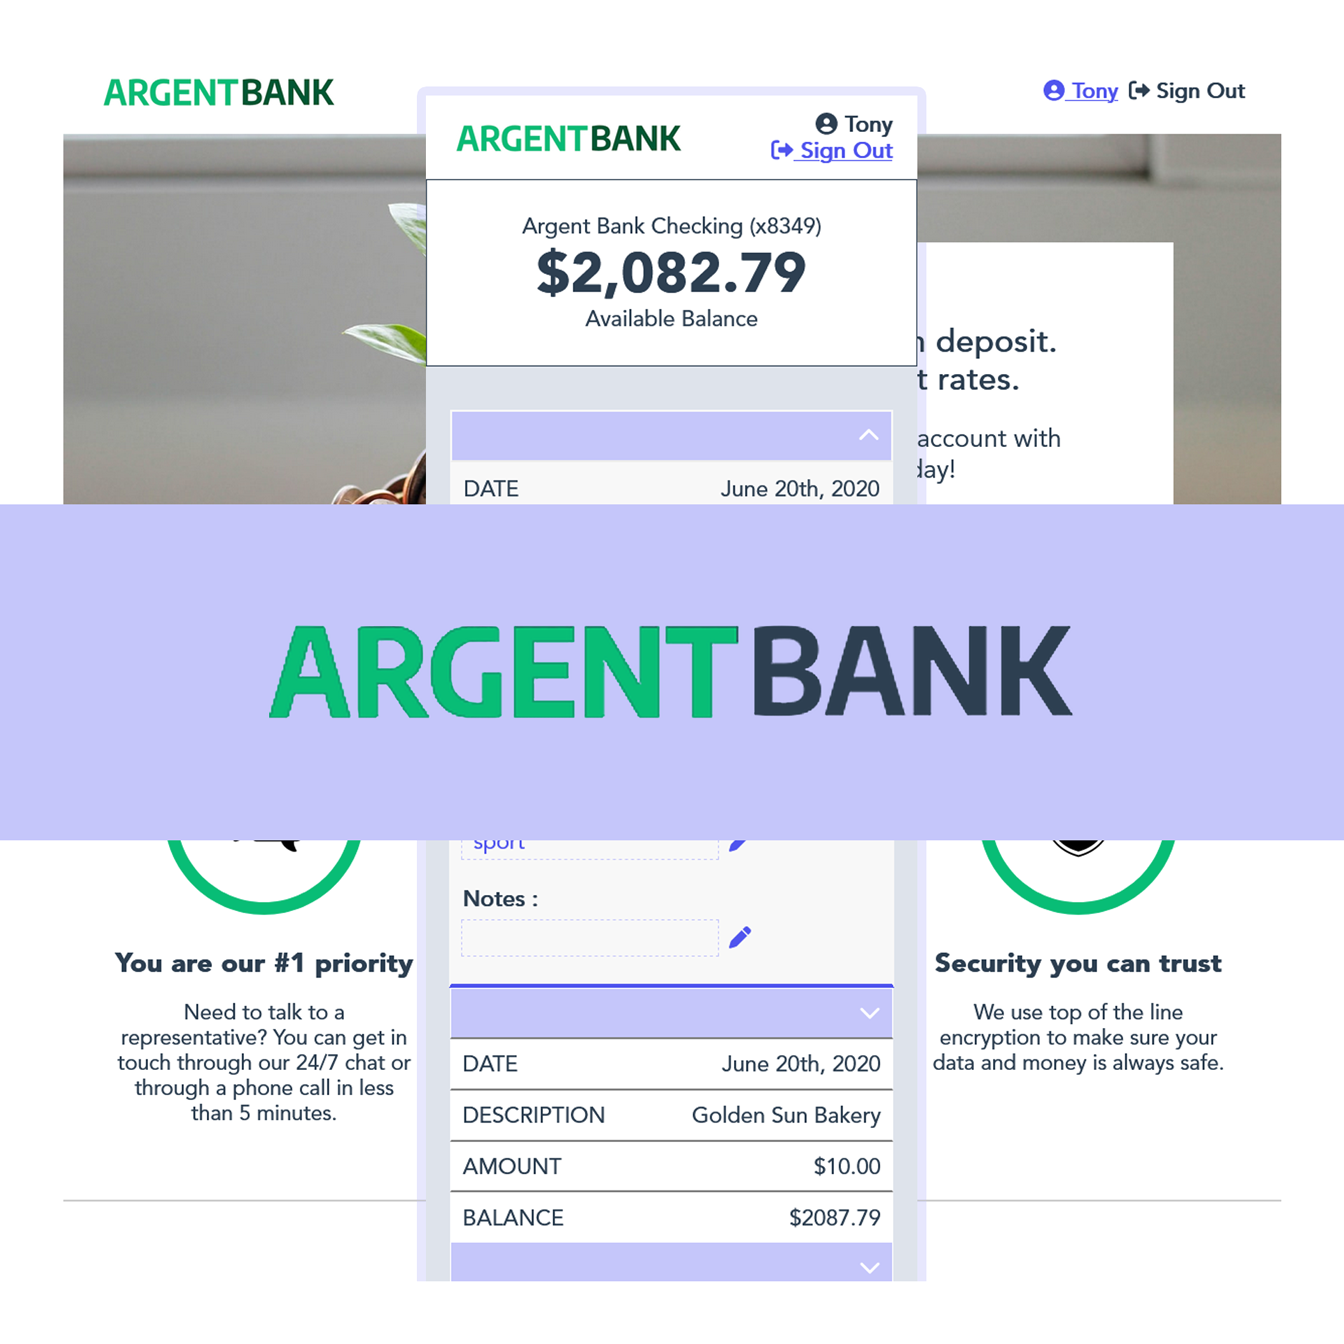 ARGENTBANK
Tony Sign Out
ARGENTBANK
Tony
Sign Out
Argent Bank Checking (x8349)
$2,082.79
Available Balance
deposit.
rates.
account with
DATE June 20th, 2020
ARGENTBANK
sport
Notes :
You are our #1 priority
Need to talk to a
representative? You can get in
touch through our 24/7 chat or
through a phone call in less
than 5 minutes.
DATE June 20th, 2020
DESCRIPTION Golden Sun Bakery
AMOUNT $10.00
BALANCE $2087.79
Security you can trust
We use top of the line
encryption to make sure your
data and money is always safe.